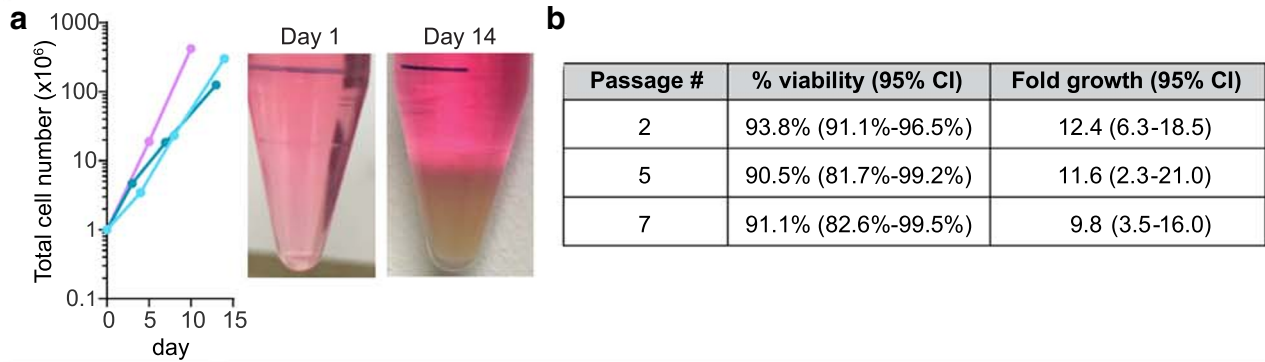 a
Total cell number (x10⁶)
1000
100
10
1
0.1
0 5 10 15
day
Day 1
Day 14
b
Passage # % viability (95% CI) Fold growth (95% CI)
2 93.8% (91.1%-96.5%) 12.4 (6.3-18.5)
5 90.5% (81.7%-99.2%) 11.6 (2.3-21.0)
7 91.1% (82.6%-99.5%) 9.8 (3.5-16.0)